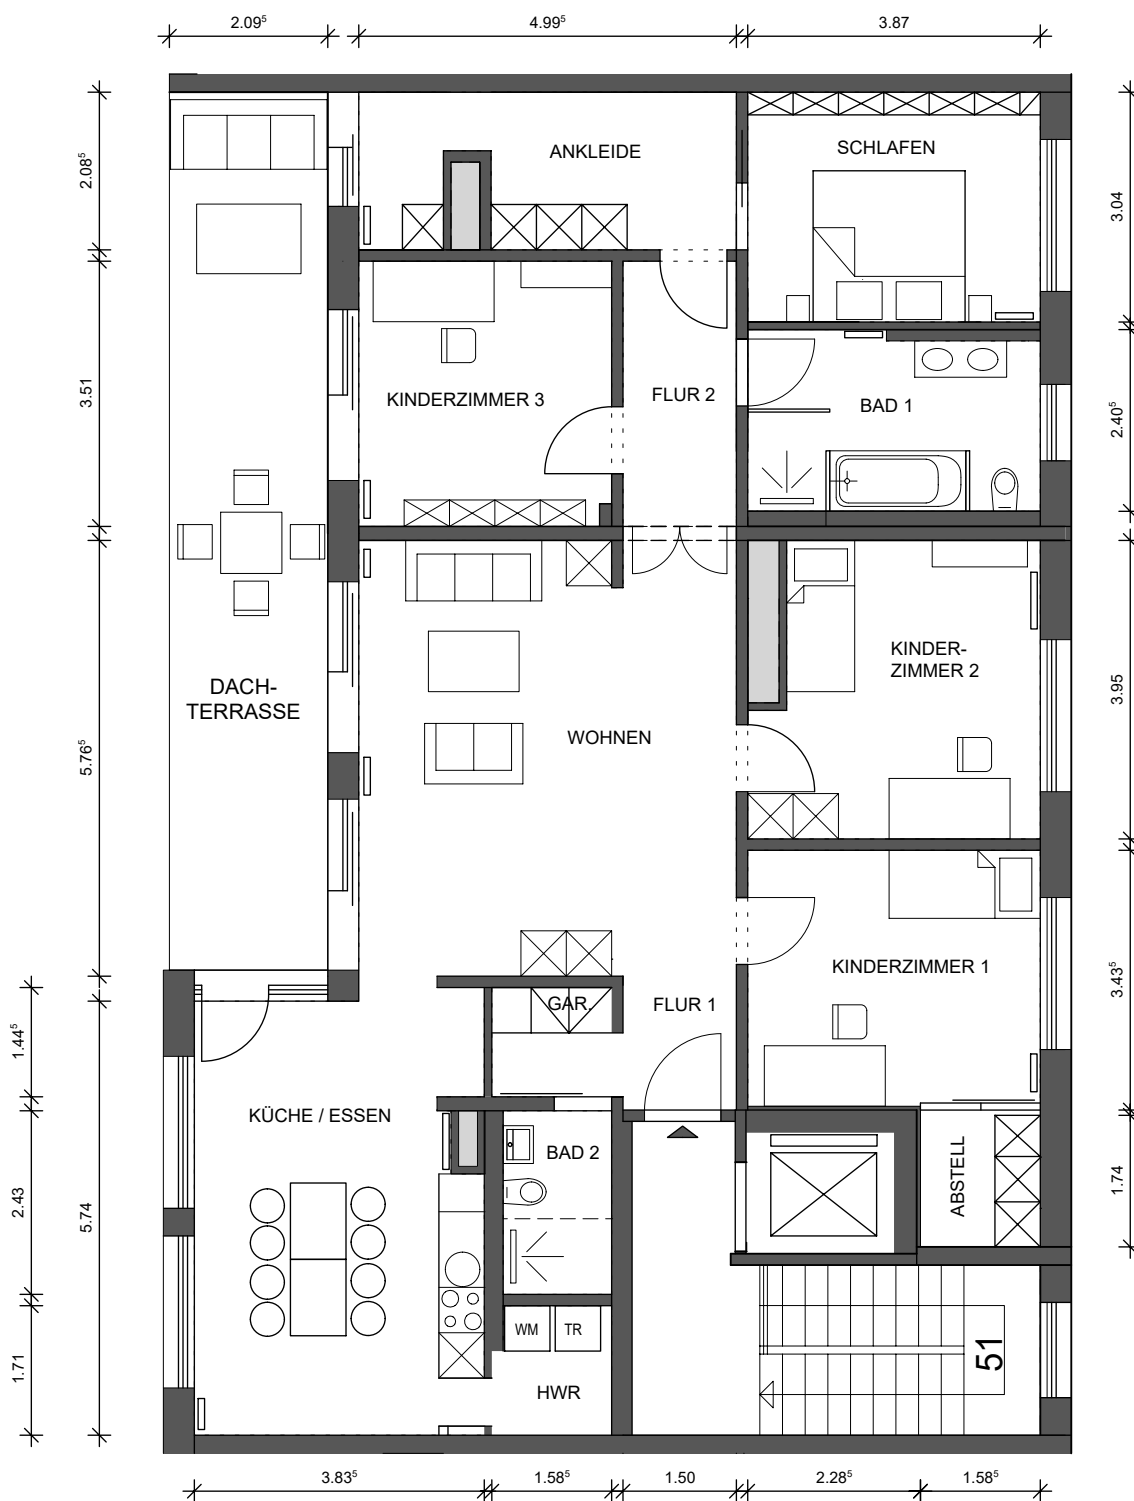 2.09⁵ 4.99⁵ 3.87
2.08⁵
ANKLEIDE
SCHLAFEN
3.04
3.51
KINDERZIMMER 3
FLUR 2
BAD 1
2.40⁵
DACH-
TERRASSE
5.76⁵
WOHNEN
KINDER-
ZIMMER 2
3.95
KINDERZIMMER 1
3.43⁵
GAR.
FLUR 1
1.44⁵
KÜCHE / ESSEN
BAD 2
ABSTELL
1.74
2.43
5.74
WM TR
HWR
51
1.71
3.83⁵ 1.58⁵ 1.50 2.28⁵ 1.58⁵